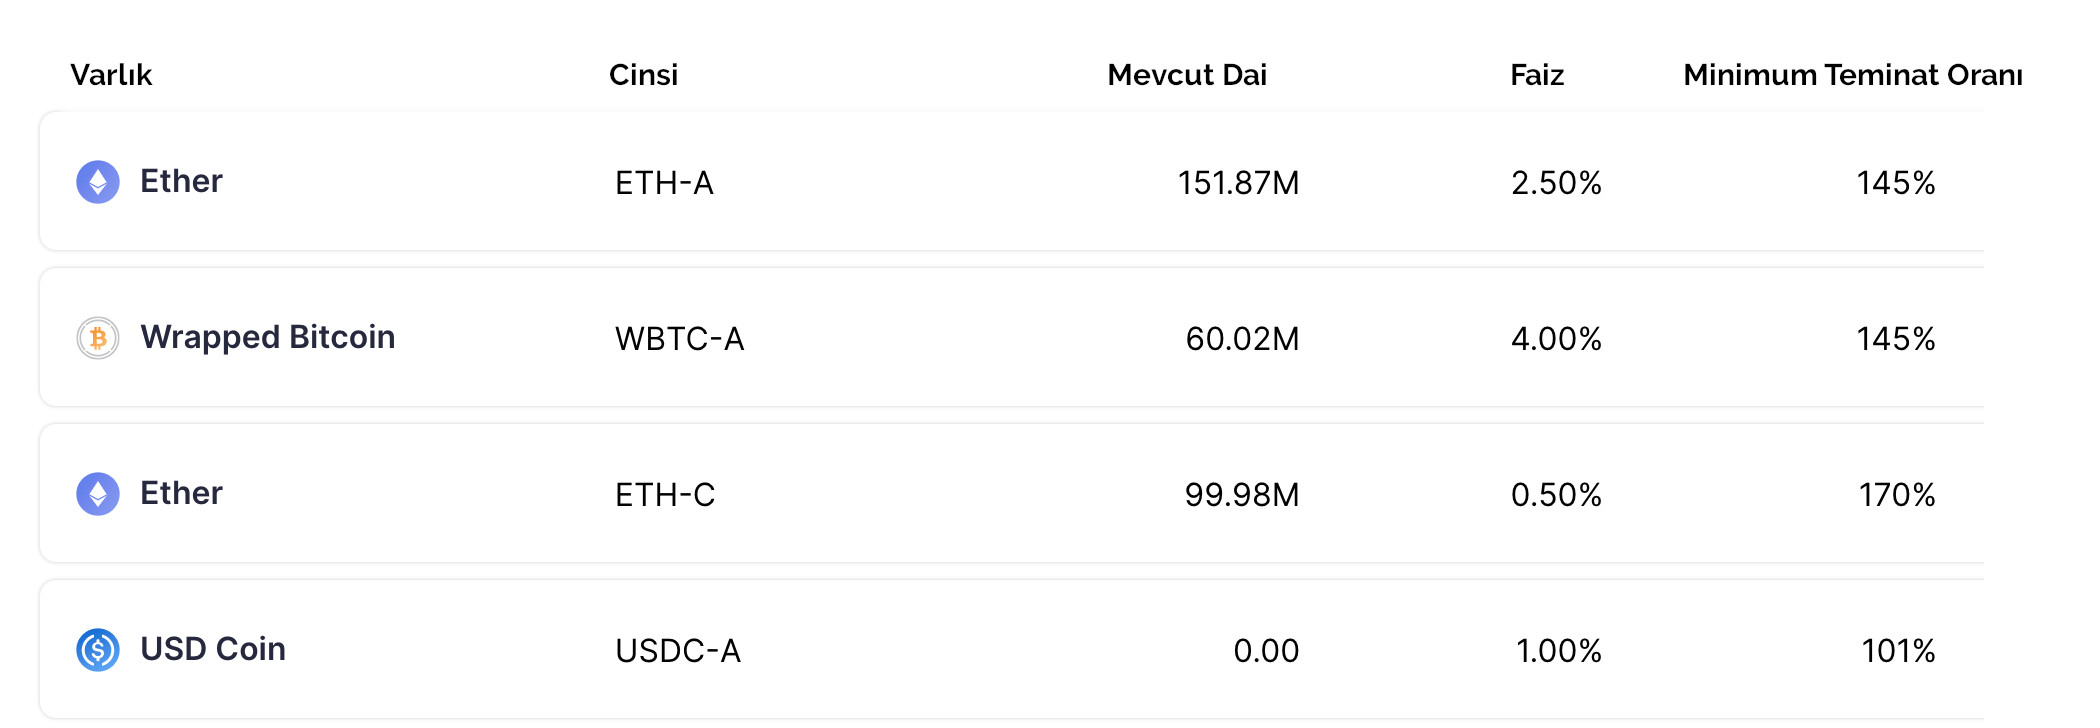 Varlık Cinsi Mevcut Dai Faiz Minimum Teminat Oranı
Ether ETH-A 151.87M 2.50% 145%
Wrapped Bitcoin WBTC-A 60.02M 4.00% 145%
Ether ETH-C 99.98M 0.50% 170%
USD Coin USDC-A 0.00 1.00% 101%